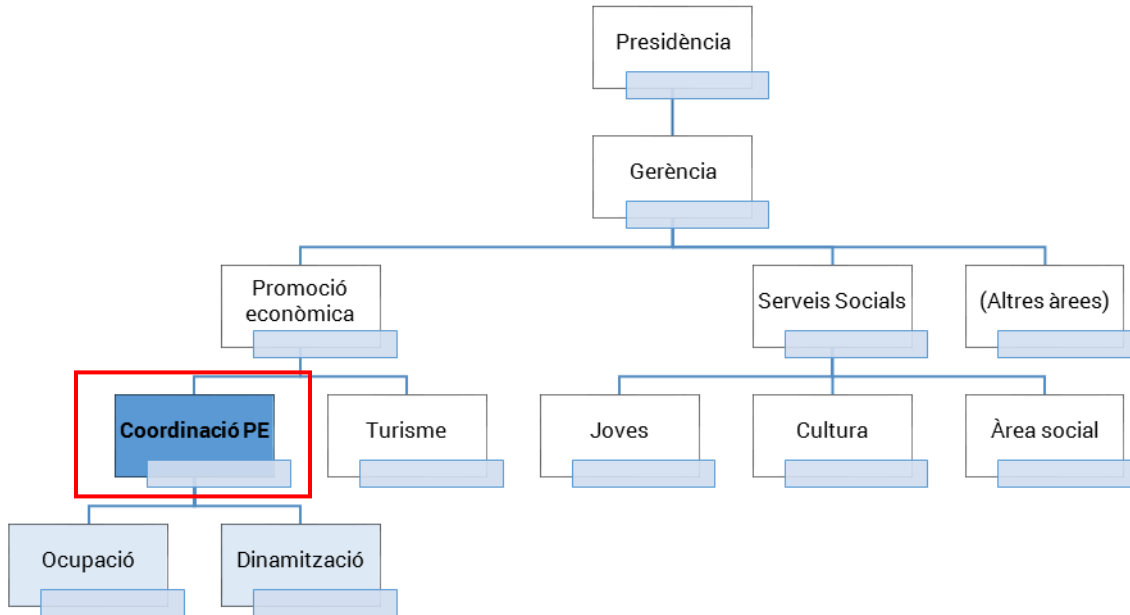 Presidència
Gerència
Promoció
econòmica
Serveis Socials
(Altres àrees)
Coordinació PE
Turisme
Joves
Cultura
Àrea social
Ocupació
Dinamització